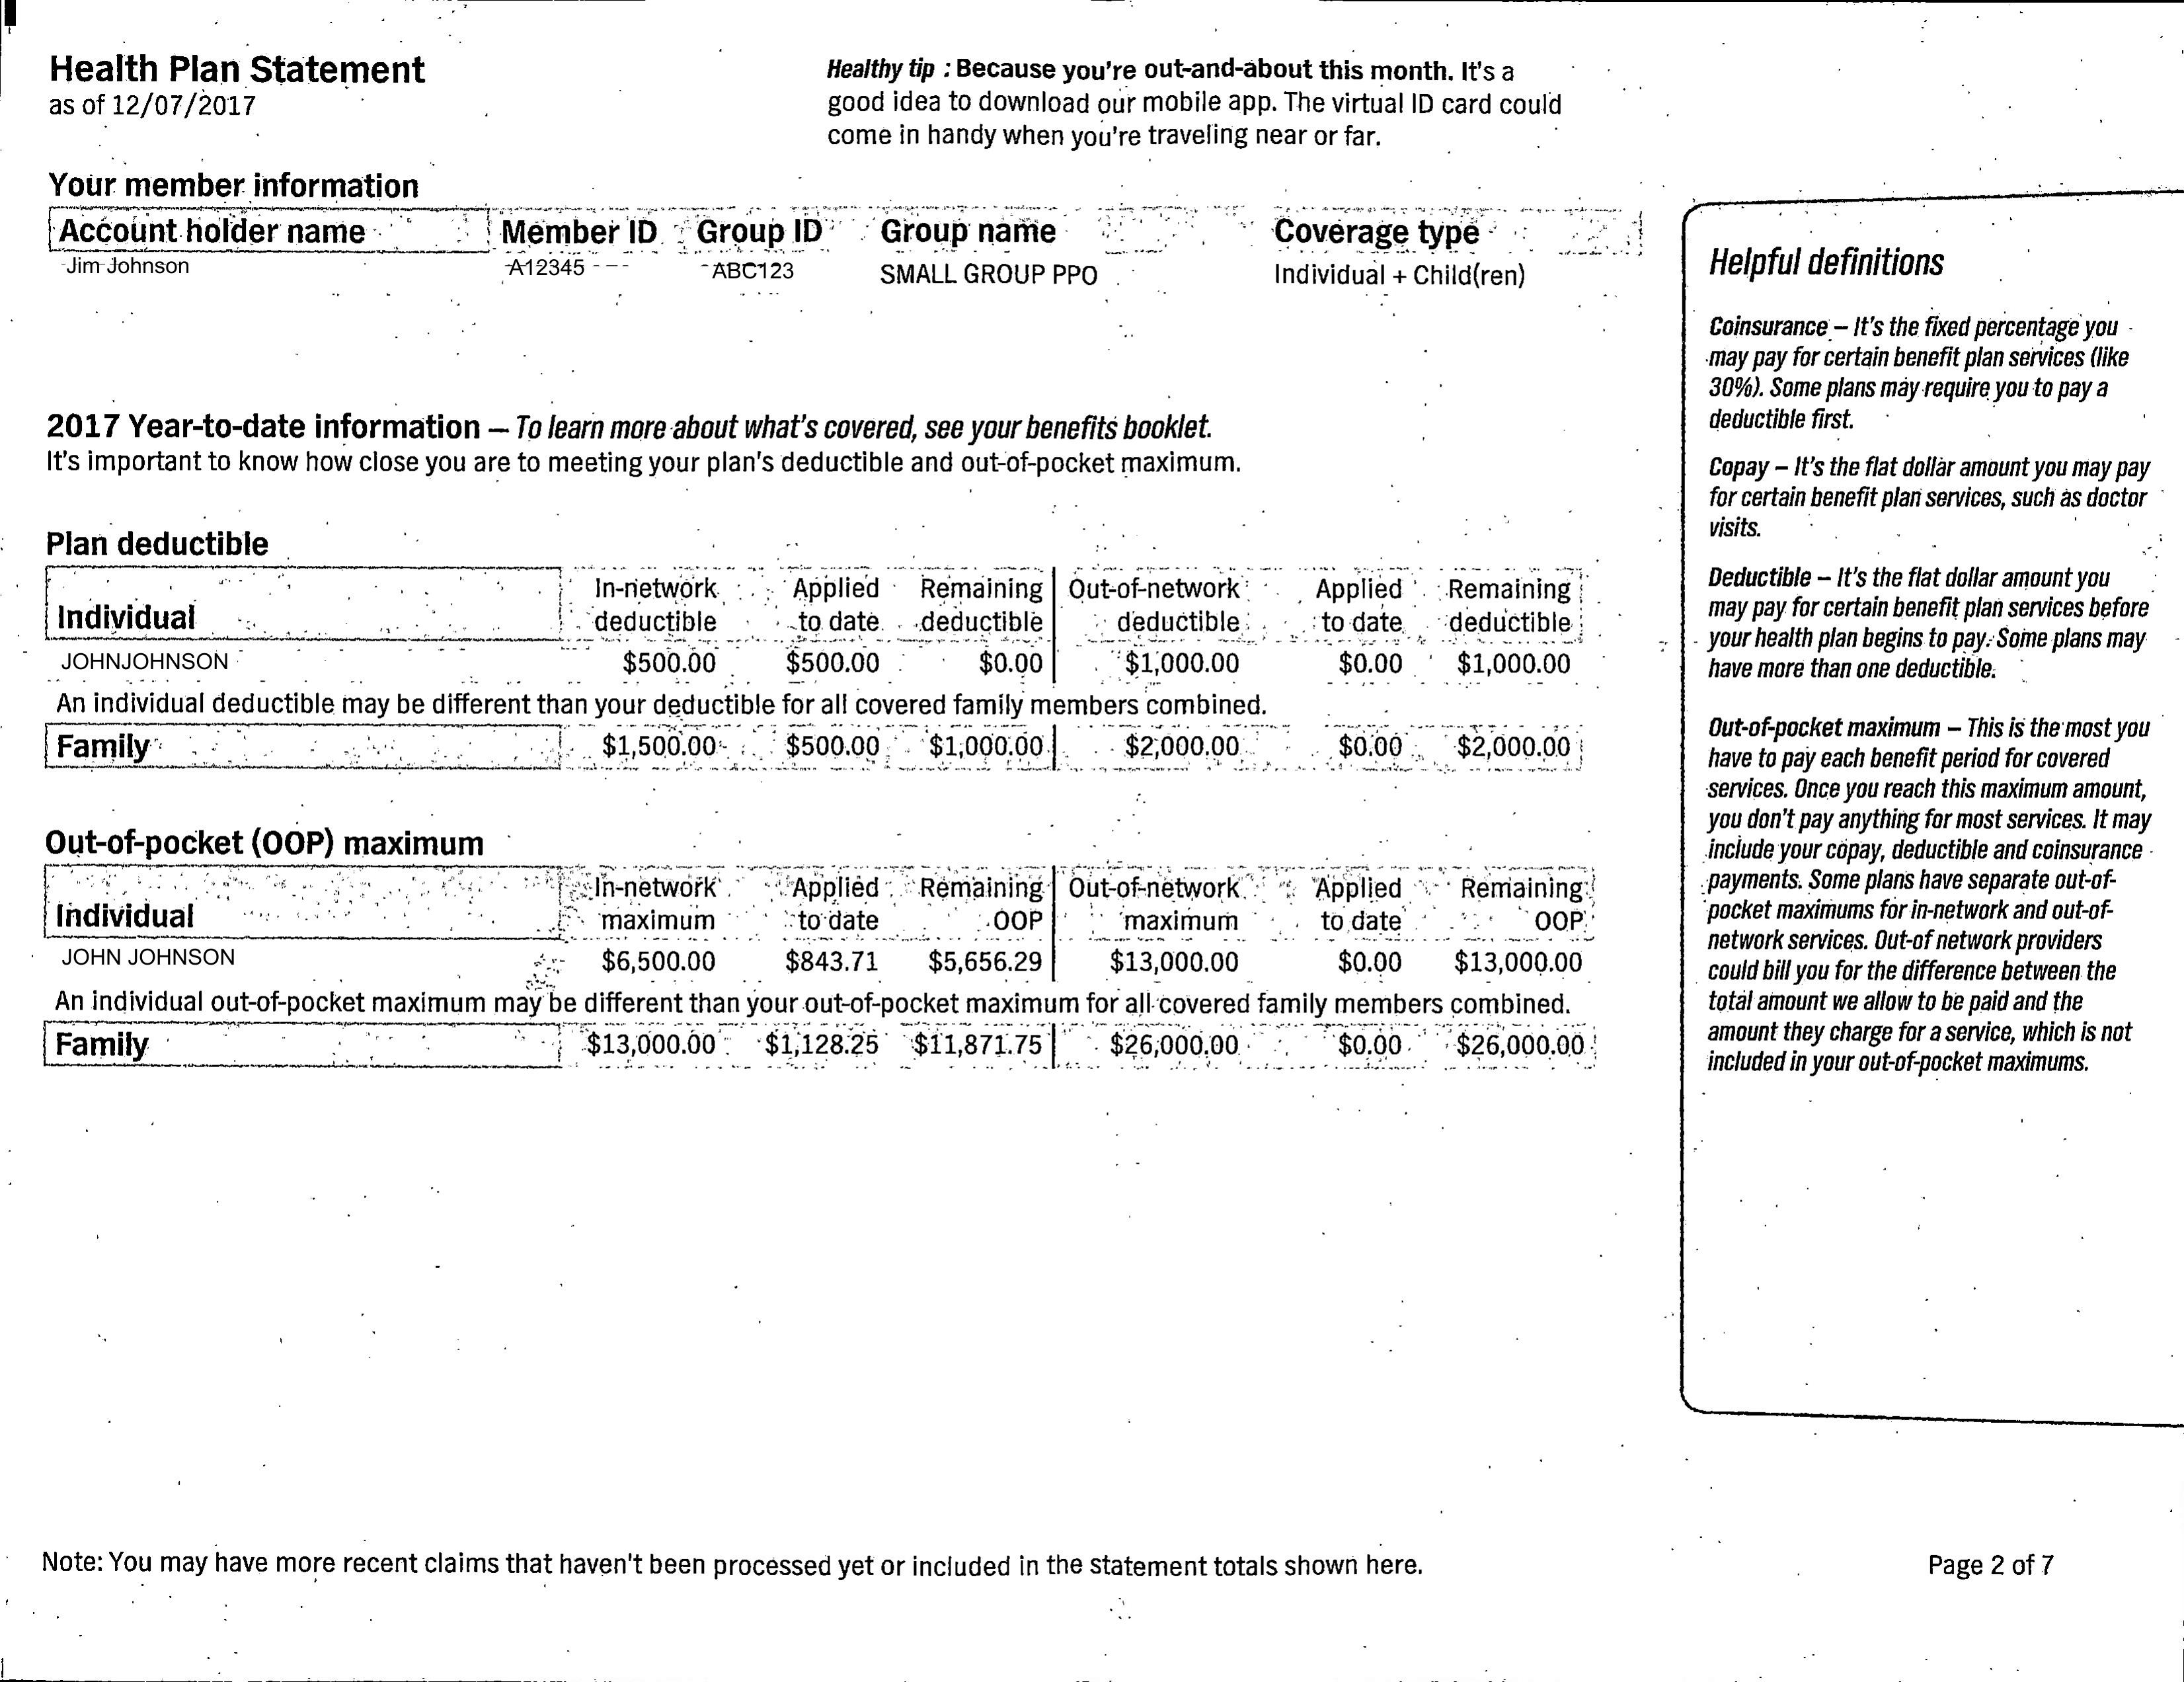 Health Plan Statement
as of 12/07/2017
Healthy tip : Because you're out-and-about this month. It's a
good idea to download our mobile app. The virtual ID card could
come in handy when you're traveling near or far.
Your member information
Account holder name Member ID Group ID Group name Coverage type
Jim Johnson A12345 ABC123 SMALL GROUP PPO Individual + Child(ren)
2017 Year-to-date information – To learn more about what's covered, see your benefits booklet.
It's important to know how close you are to meeting your plan's deductible and out-of-pocket maximum.
Plan deductible
In-network Applied Remaining Out-of-network Applied Remaining
Individual deductible to date deductible deductible to date deductible
JOHNJOHNSON $500.00 $500.00 $0.00 $1,000.00 $0.00 $1,000.00
An individual deductible may be different than your deductible for all covered family members combined.
Family $1,500.00 $500.00 $1,000.00 $2,000.00 $0.00 $2,000.00
Out-of-pocket (OOP) maximum
In-network Applied Remaining Out-of-network Applied Remaining
Individual maximum to date OOP maximum to date OOP
JOHN JOHNSON $6,500.00 $843.71 $5,656.29 $13,000.00 $0.00 $13,000.00
An individual out-of-pocket maximum may be different than your out-of-pocket maximum for all covered family members combined.
Family $13,000.00 $1,128.25 $11,871.75 $26,000.00 $0.00 $26,000.00
Helpful definitions
Coinsurance – It's the fixed percentage you
may pay for certain benefit plan services (like
30%). Some plans may require you to pay a
deductible first.
Copay – It's the flat dollar amount you may pay
for certain benefit plan services, such as doctor
visits.
Deductible – It's the flat dollar amount you
may pay for certain benefit plan services before
your health plan begins to pay. Some plans may
have more than one deductible.
Out-of-pocket maximum – This is the most you
have to pay each benefit period for covered
services. Once you reach this maximum amount,
you don't pay anything for most services. It may
include your copay, deductible and coinsurance
payments. Some plans have separate out-of-
pocket maximums for in-network and out-of-
network services. Out-of network providers
could bill you for the difference between the
total amount we allow to be paid and the
amount they charge for a service, which is not
included in your out-of-pocket maximums.
Note: You may have more recent claims that haven't been processed yet or included in the statement totals shown here.
Page 2 of 7